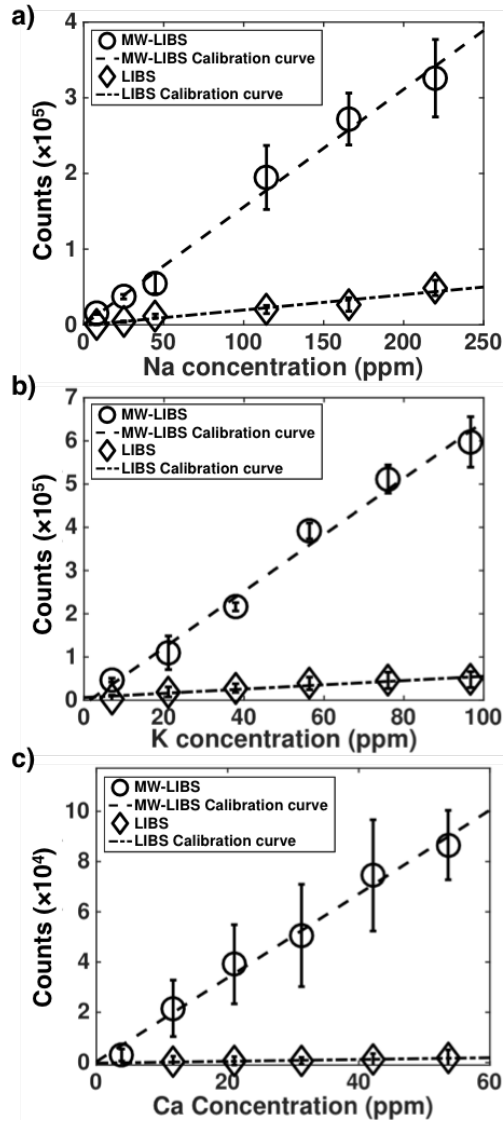 a)
MW-LIBS
MW-LIBS Calibration curve
LIBS
LIBS Calibration curve
4
3
2
1
0
Counts (×10⁵)
0 50 100 150 200 250
Na concentration (ppm)
b)
MW-LIBS
MW-LIBS Calibration curve
LIBS
LIBS Calibration curve
7
6
5
4
3
2
1
0
Counts (×10⁵)
0 20 40 60 80 100
K concentration (ppm)
c)
MW-LIBS
MW-LIBS Calibration curve
LIBS
LIBS Calibration curve
10
8
6
4
2
0
Counts (×10⁴)
0 20 40 60
Ca Concentration (ppm)